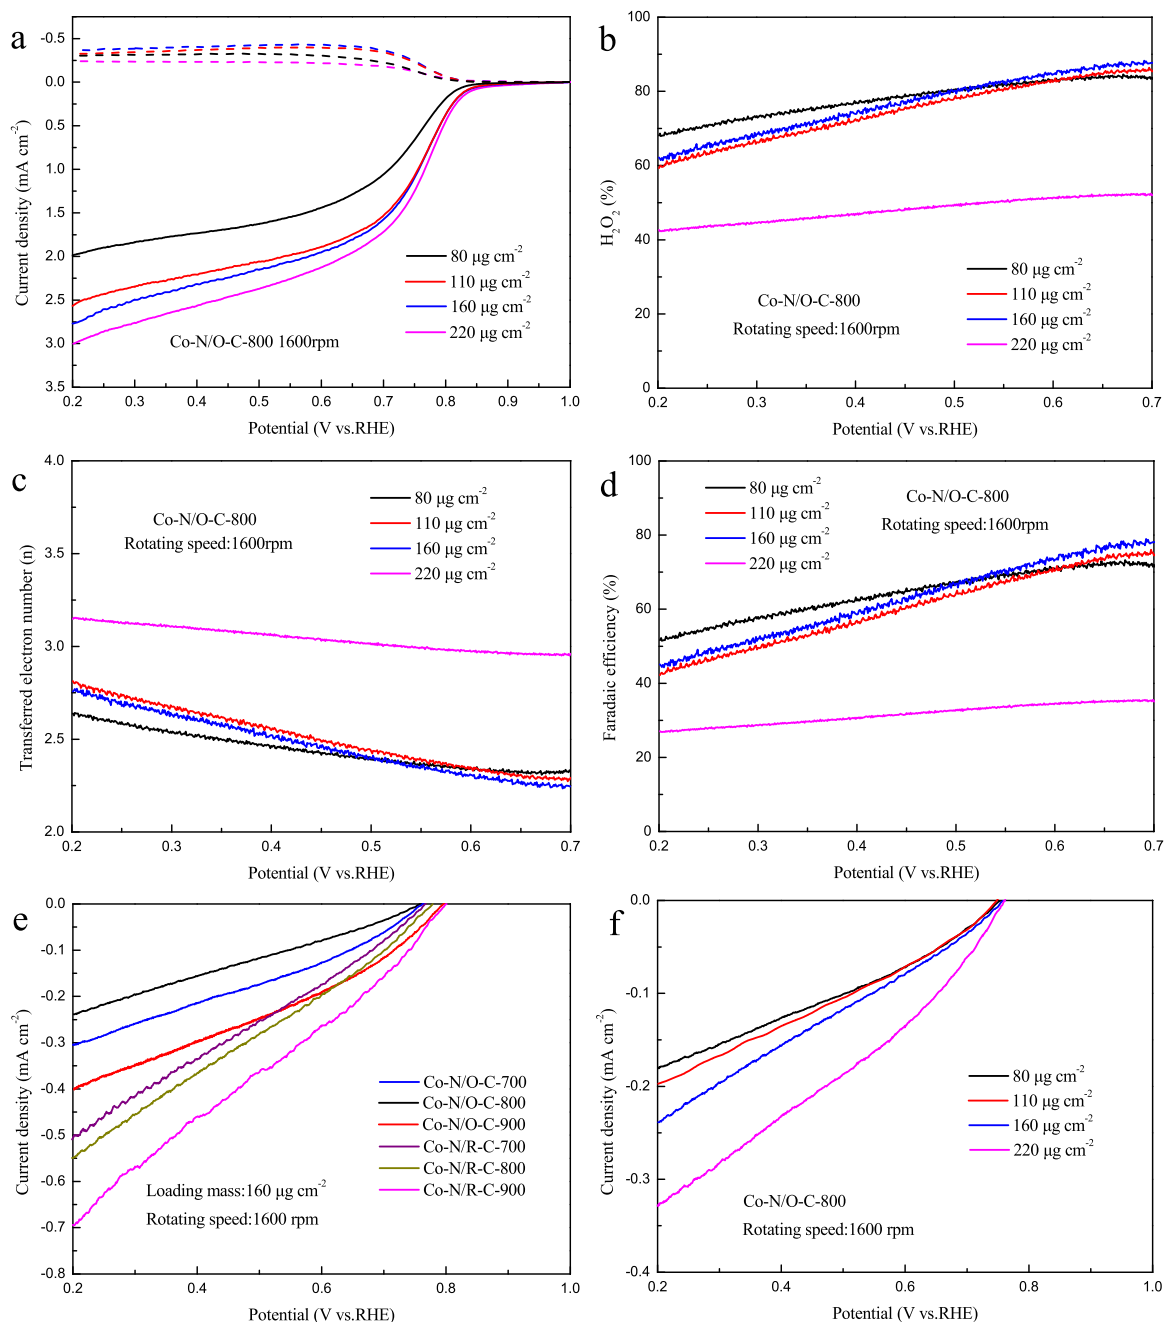 a
-0.5
0.0
0.5
1.0
1.5
2.0
2.5
3.0
3.5
Current density (mA cm-2)
80 μg cm-2
110 μg cm-2
160 μg cm-2
220 μg cm-2
Co-N/O-C-800 1600rpm
0.2 0.3 0.4 0.5 0.6 0.7 0.8 0.9 1.0
Potential (V vs.RHE)
b
100
80
60
40
20
0
H2O2 (%)
80 μg cm-2
110 μg cm-2
160 μg cm-2
220 μg cm-2
Co-N/O-C-800
Rotating speed:1600rpm
0.2 0.3 0.4 0.5 0.6 0.7
Potential (V vs.RHE)
c
4.0
3.5
3.0
2.5
2.0
Transferred electron number (n)
Co-N/O-C-800
Rotating speed:1600rpm
80 μg cm-2
110 μg cm-2
160 μg cm-2
220 μg cm-2
0.2 0.3 0.4 0.5 0.6 0.7
Potential (V vs.RHE)
d
100
80
60
40
20
0
Faradaic efficiency (%)
80 μg cm-2
110 μg cm-2
160 μg cm-2
220 μg cm-2
Co-N/O-C-800
Rotating speed:1600rpm
0.2 0.3 0.4 0.5 0.6 0.7
Potential (V vs.RHE)
e
0.0
-0.1
-0.2
-0.3
-0.4
-0.5
-0.6
-0.7
-0.8
Current density (mA cm-2)
Co-N/O-C-700
Co-N/O-C-800
Co-N/O-C-900
Co-N/R-C-700
Co-N/R-C-800
Co-N/R-C-900
Loading mass:160 μg cm-2
Rotating speed:1600 rpm
0.2 0.4 0.6 0.8 1.0
Potential (V vs.RHE)
f
0.0
-0.1
-0.2
-0.3
-0.4
Current density (mA cm-2)
80 μg cm-2
110 μg cm-2
160 μg cm-2
220 μg cm-2
Co-N/O-C-800
Rotating speed:1600 rpm
0.2 0.4 0.6 0.8 1.0
Potential (V vs.RHE)